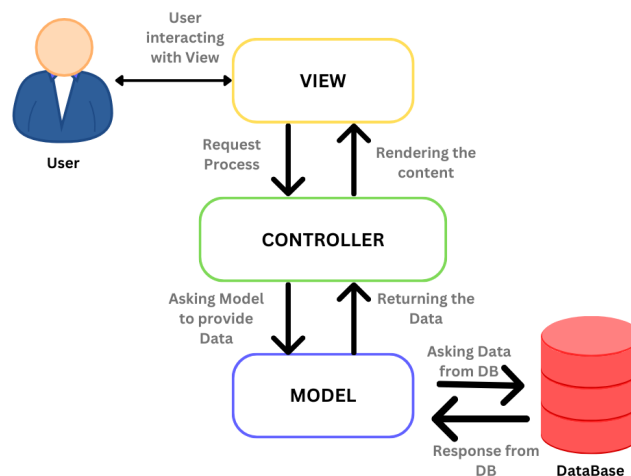 User
interacting
with View
VIEW
User
Request
Process
Rendering the
content
CONTROLLER
Asking Model
to provide
Data
Returning the
Data
MODEL
Asking Data
from DB
Response from
DB
DataBase